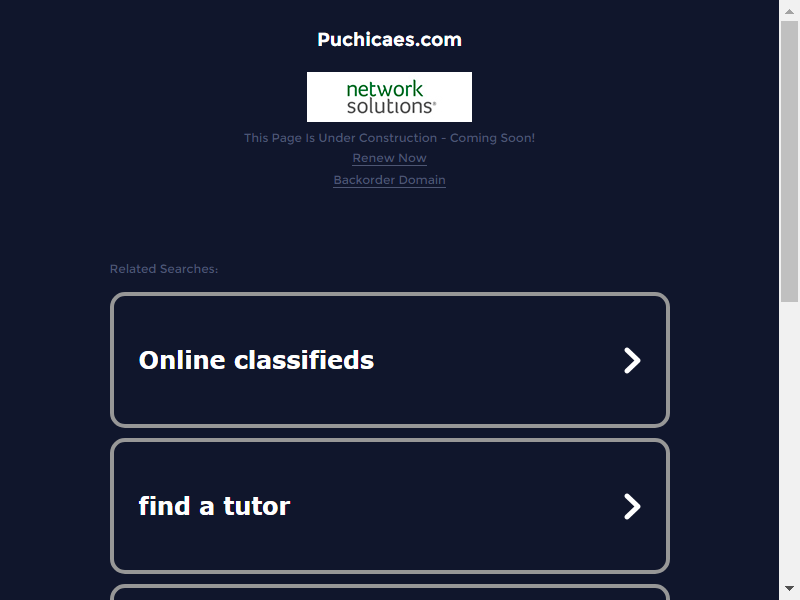 Puchicaes.com
network
solutions®
This Page Is Under Construction - Coming Soon!
Renew Now
Backorder Domain
Related Searches:
Online classifieds
find a tutor